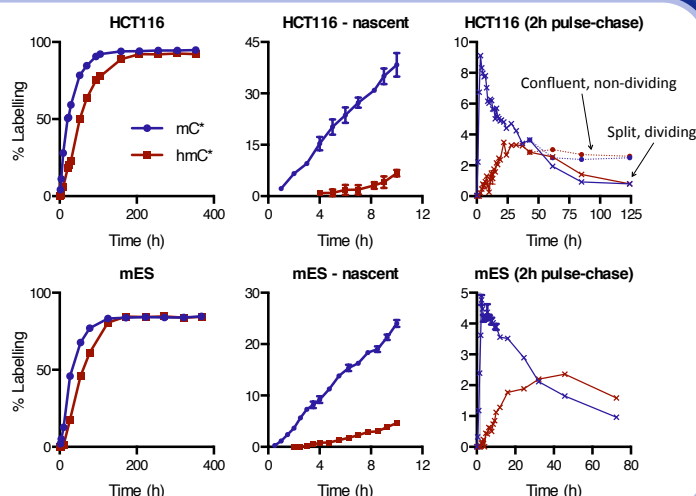 HCT116
HCT116 - nascent
HCT116 (2h pulse-chase)
% Labelling
100
50
0
0
200
400
Time (h)
mC*
hmC*
45
30
15
0
0
4
8
12
Time (h)
10
8
6
4
2
0
0
25
50
75
100
125
Time (h)
Confluent, non-dividing
Split, dividing
mES
mES - nascent
mES (2h pulse-chase)
% Labelling
100
50
0
0
200
400
Time (h)
30
20
10
0
0
4
8
12
Time (h)
5
4
3
2
1
0
0
20
40
60
80
Time (h)